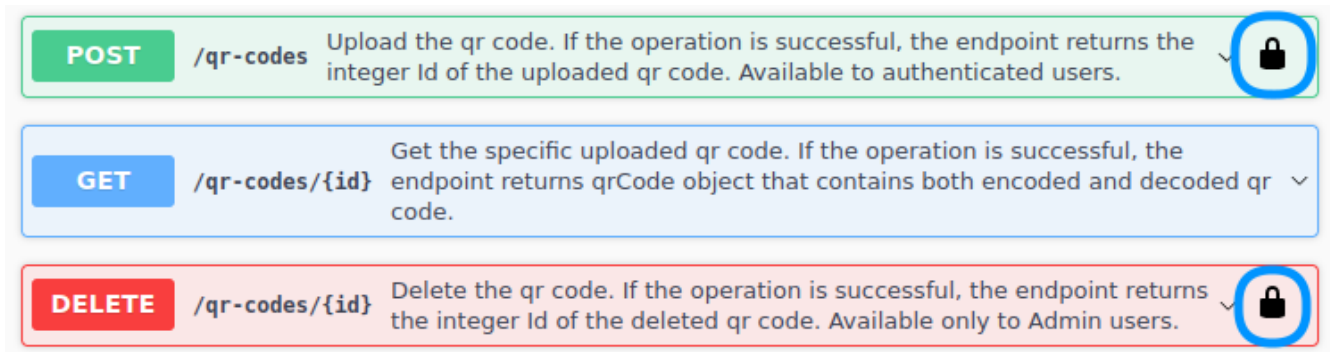 POST /qr-codes Upload the qr code. If the operation is successful, the endpoint returns the
integer Id of the uploaded qr code. Available to authenticated users.
Get the specific uploaded qr code. If the operation is successful, the
GET /qr-codes/{id} endpoint returns qrCode object that contains both encoded and decoded qr
code.
DELETE /qr-codes/{id} Delete the qr code. If the operation is successful, the endpoint returns
the integer Id of the deleted qr code. Available only to Admin users.